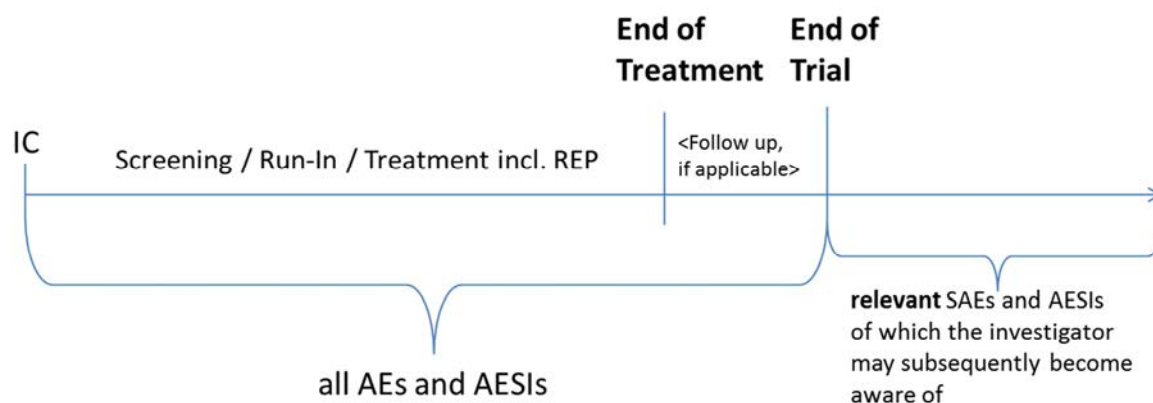 End of
Treatment
End of
Trial
IC
Screening / Run-In / Treatment incl. REP
<Follow up,
if applicable>
all AEs and AESIs
relevant SAEs and AESIs
of which the investigator
may subsequently become
aware of